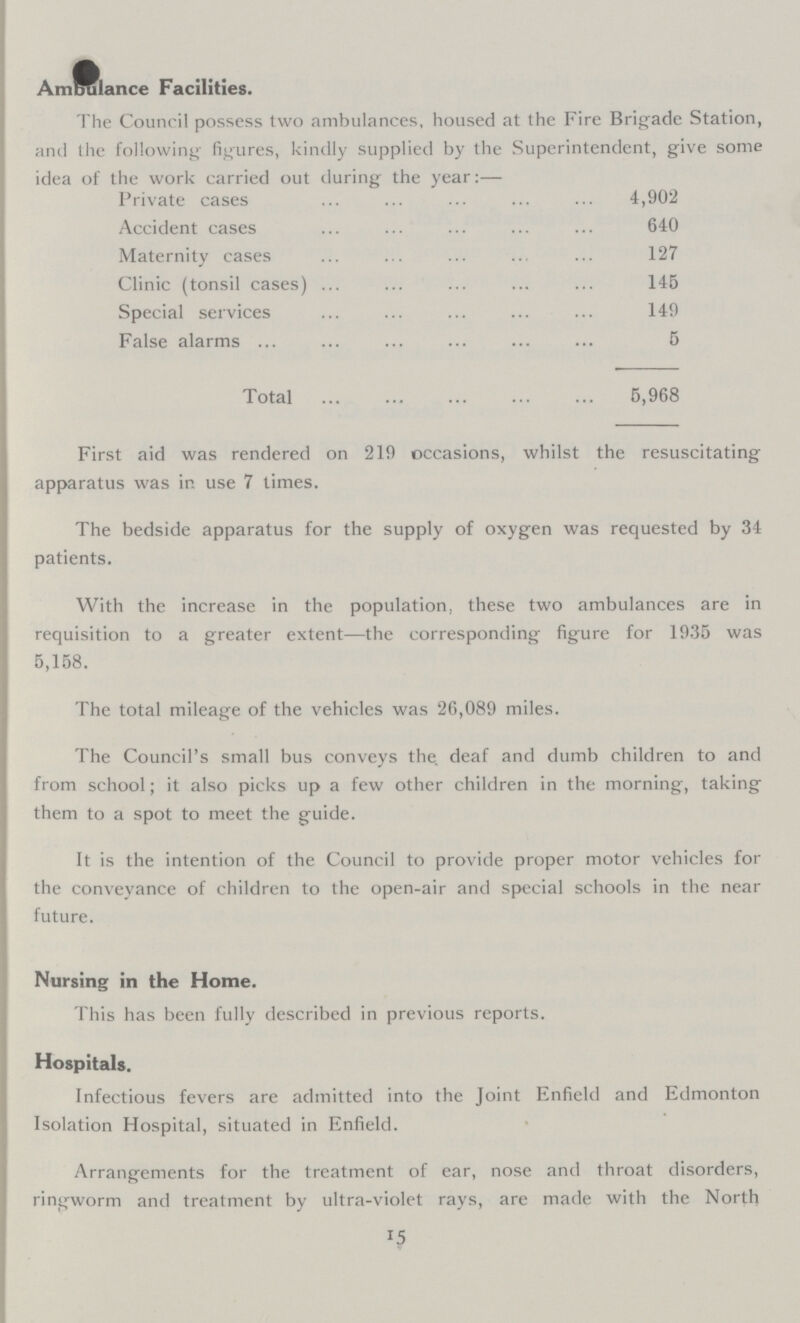 Ambulance Facilities.
The Council possess two ambulances, housed at the Fire Brigade Station,
and the following figures, kindly supplied by the Superintendent, give some
idea of the work carried out during the year:—
Private cases ... ... ... ... ... 4,902
Accident cases ... ... ... ... ... 640
Maternity cases ... ... ... ... ... 127
Clinic (tonsil cases) ... ... ... ... ... 145
Special services ... ... ... ... ... 149
False alarms ... ... ... ... ... ... 5
Total ... ... ... ... ... 5,968
First aid was rendered on 219 occasions, whilst the resuscitating
apparatus was in use 7 times.
The bedside apparatus for the supply of oxygen was requested by 34
patients.
With the increase in the population, these two ambulances are in
requisition to a greater extent—the corresponding figure for 1935 was
5,158.
The total mileage of the vehicles was 26,089 miles.
The Council's small bus conveys the deaf and dumb children to and
from school; it also picks up a few other children in the morning, taking
them to a spot to meet the guide.
It is the intention of the Council to provide proper motor vehicles for
the conveyance of children to the open-air and special schools in the near
future.
Nursing in the Home.
This has been fully described in previous reports.
Hospitals.
Infectious fevers are admitted into the Joint Enfield and Edmonton
Isolation Hospital, situated in Enfield.
Arrangements for the treatment of ear, nose and throat disorders,
ringworm and treatment by ultra-violet rays, are made with the North
15